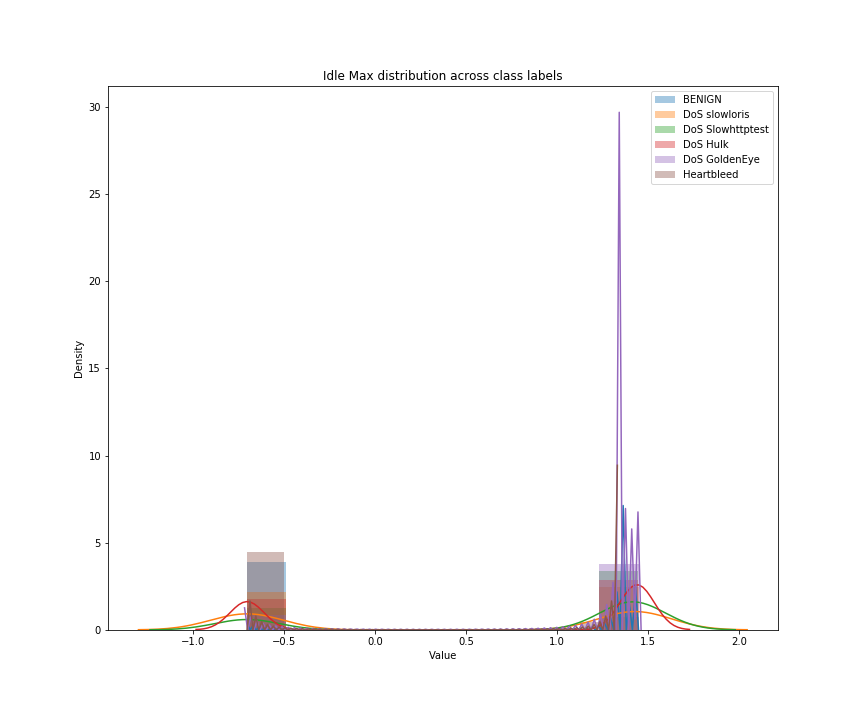 Idle Max distribution across class labels
BENIGN
DoS slowloris
DoS Slowhttptest
DoS Hulk
DoS GoldenEye
Heartbleed
30
25
20
15
10
5
0
Density
−1.0 −0.5 0.0 0.5 1.0 1.5 2.0
Value